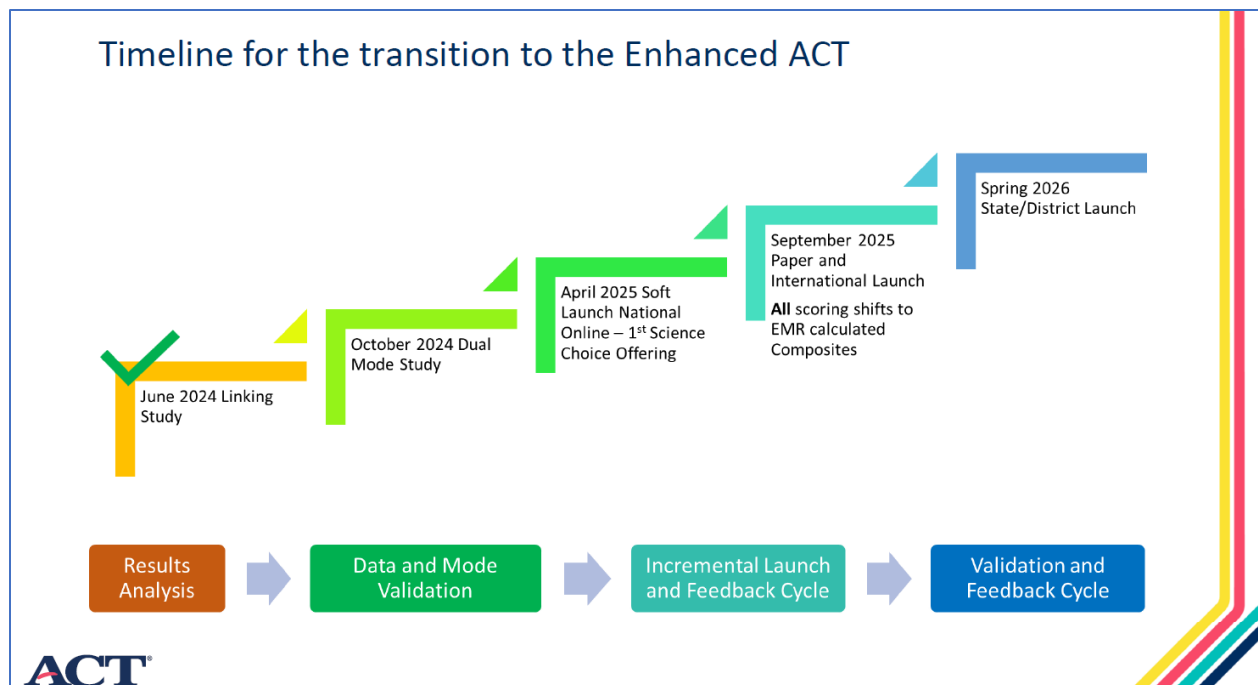 Timeline for the transition to the Enhanced ACT
June 2024 Linking
Study
October 2024 Dual
Mode Study
April 2025 Soft
Launch National
Online – 1st Science
Choice Offering
September 2025
Paper and
International Launch
All scoring shifts to
EMR calculated
Composites
Spring 2026
State/District Launch
Results
Analysis
Data and Mode
Validation
Incremental Launch
and Feedback Cycle
Validation and
Feedback Cycle
ACT®